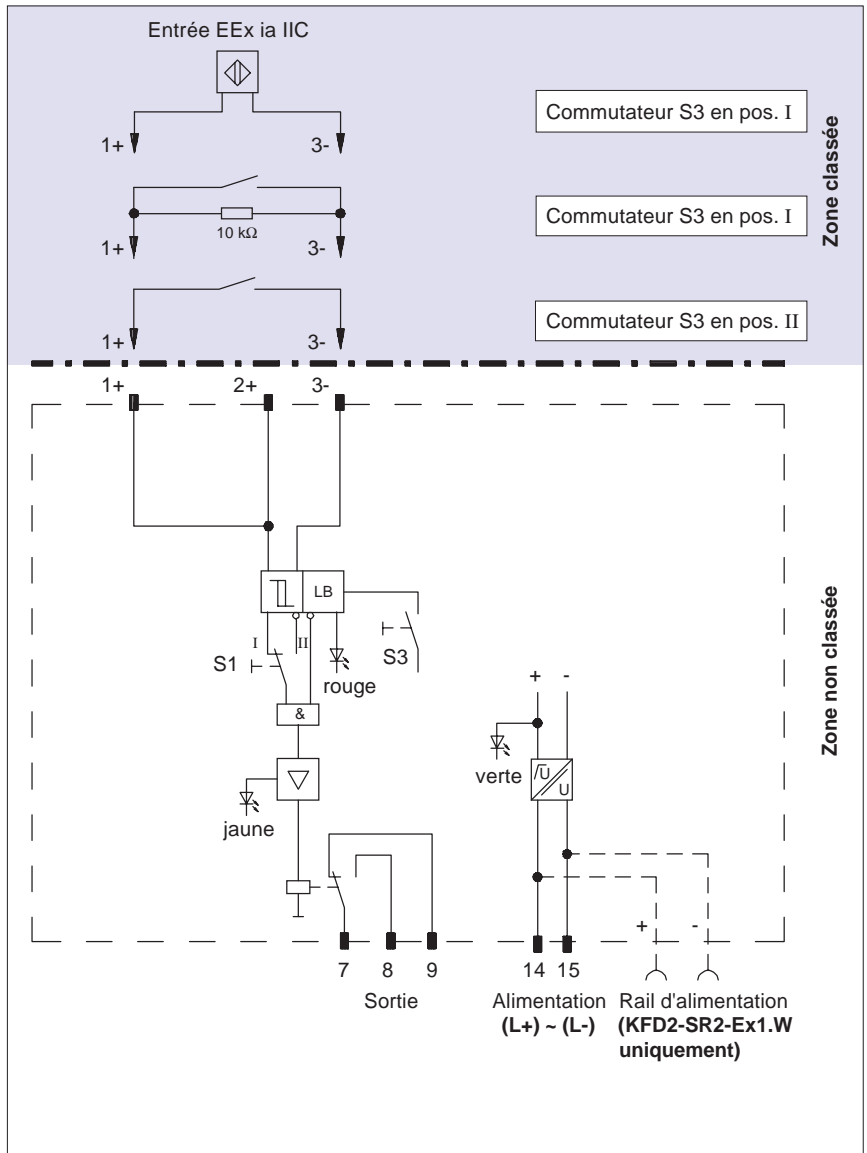 Entrée EEx ia IIC
Commutateur S3 en pos. I
1+ 3-
Zone classée
10 kΩ
Commutateur S3 en pos. I
1+ 3-
Commutateur S3 en pos. II
1+ 3-
1+ 2+ 3-
LB
I II
S1
S3
rouge
&
+ -
verte
U
U
Zone non classée
jaune
+ -
7 8 9 14 15
Sortie
Alimentation
(L+) ~ (L-)
Rail d'alimentation
(KFD2-SR2-Ex1.W
uniquement)